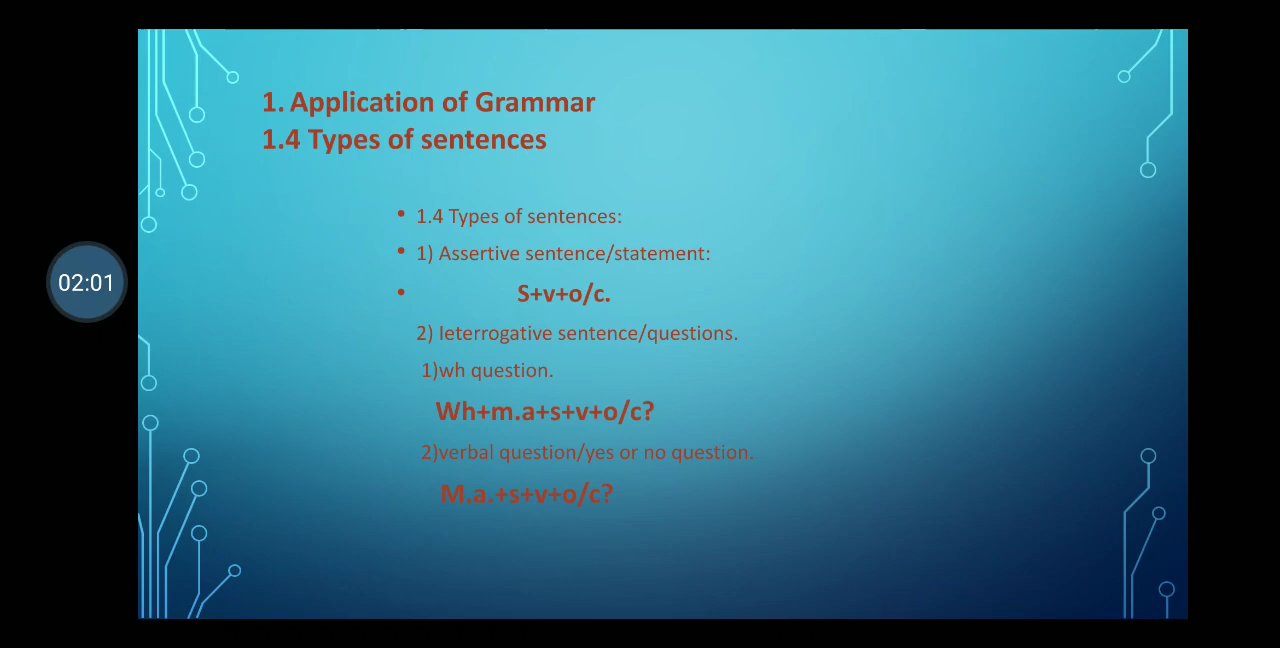 1. Application of Grammar
1.4 Types of sentences
• 1.4 Types of sentences:
• 1) Assertive sentence/statement:
• S+v+o/c.
02:01
2) Ieterrogative sentence/questions.
1)wh question.
Wh+m.a+s+v+o/c?
2)verbal question/yes or no question.
M.a.+s+v+o/c?